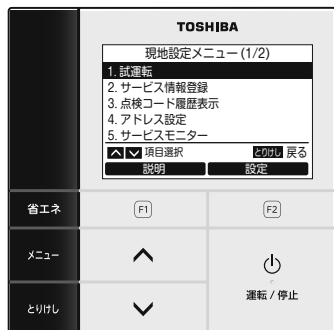 TOSHIBA
現地設定メニュー(1/2)
1. 試運転
2. サービス情報登録
3. 点検コード履歴表示
4. アドレス設定
5. サービスモニター
項目選択 とりけし 戻る
説明 設定
省エネ F1 F2
メニュー
運転 / 停止
とりけし